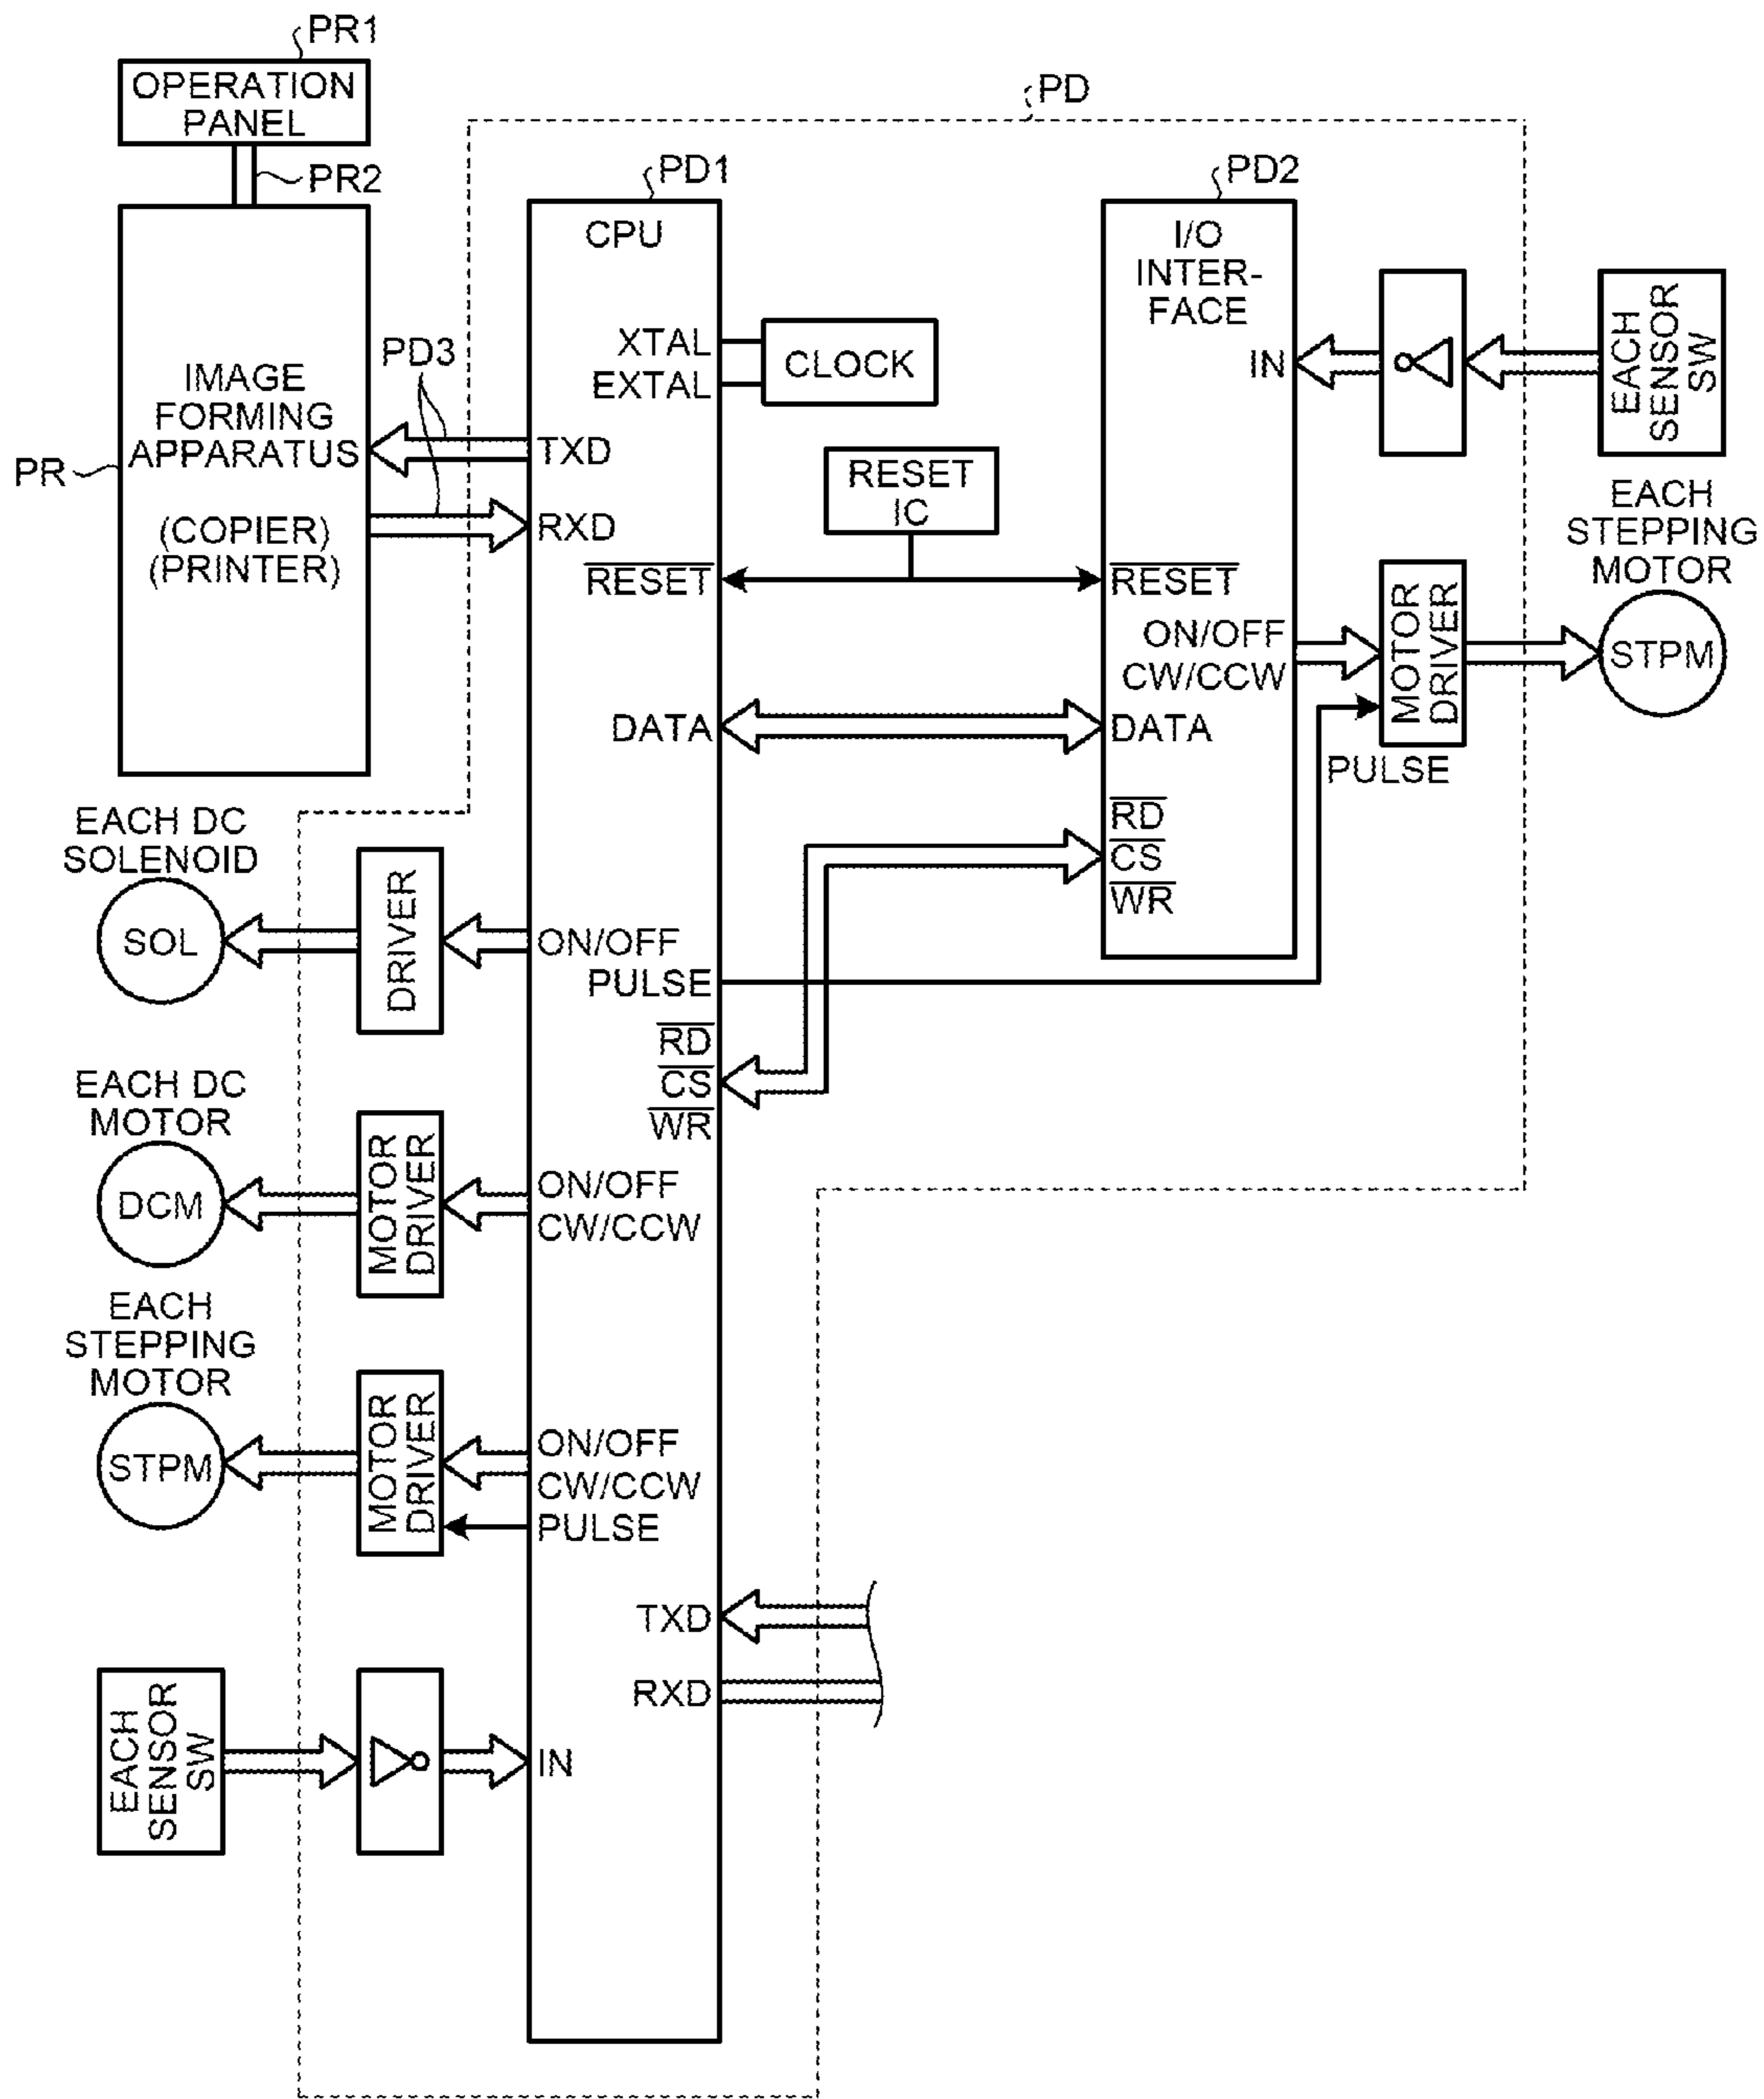 PR1
OPERATION
PANEL
PR2
PD
PD1
PD2
CPU
I/O
INTER-
FACE
XTAL
EXTAL
CLOCK
IN
EACH
SENSOR
SW
PD3
IMAGE
FORMING
APPARATUS
(COPIER)
(PRINTER)
PR
TXD
RXD
RESET
IC
RESET
RESET
EACH
STEPPING
MOTOR
ON/OFF
CW/CCW
MOTOR
DRIVER
STPM
DATA
DATA
PULSE
RD
CS
WR
EACH DC
SOLENOID
SOL
DRIVER
ON/OFF
PULSE
RD
CS
WR
EACH DC
MOTOR
DCM
MOTOR
DRIVER
ON/OFF
CW/CCW
EACH
STEPPING
MOTOR
STPM
MOTOR
DRIVER
ON/OFF
CW/CCW
PULSE
TXD
RXD
EACH
SENSOR
SW
IN